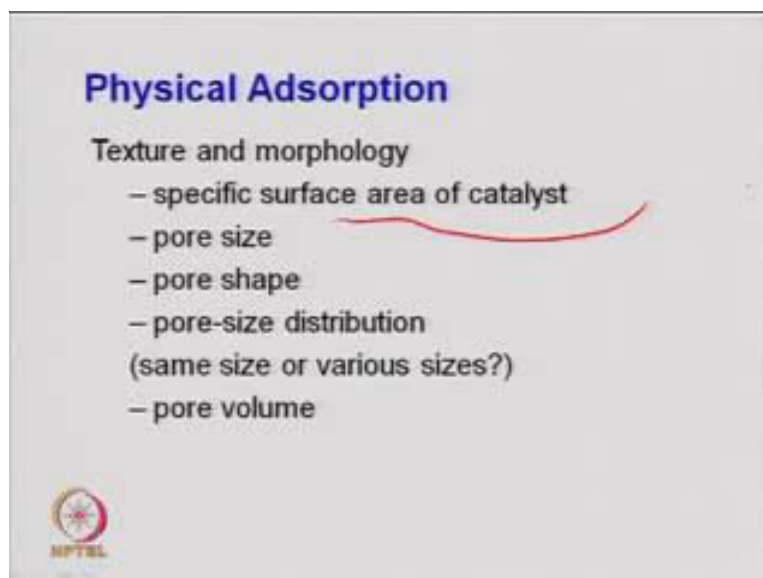 Physical Adsorption
Texture and morphology
– specific surface area of catalyst
– pore size
– pore shape
– pore-size distribution
(same size or various sizes?)
– pore volume
NPTEL